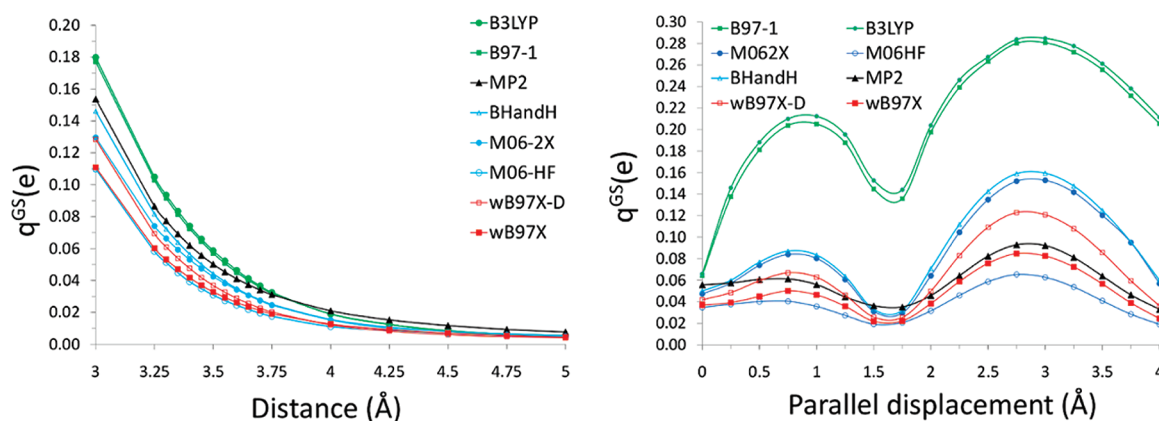 0.20
0.18
0.16
0.14
0.12
0.10
0.08
0.06
0.04
0.02
0.00
q^GS(e)
3 3.25 3.5 3.75 4 4.25 4.5 4.75 5
Distance (Å)
B3LYP
B97-1
MP2
BHandH
M06-2X
M06-HF
wB97X-D
wB97X
0.30
0.28
0.26
0.24
0.22
0.20
0.18
0.16
0.14
0.12
0.10
0.08
0.06
0.04
0.02
0.00
q^GS(e)
0 0.5 1 1.5 2 2.5 3 3.5 4
Parallel displacement (Å)
B97-1 B3LYP
M062X M06HF
BHandH MP2
wB97X-D wB97X